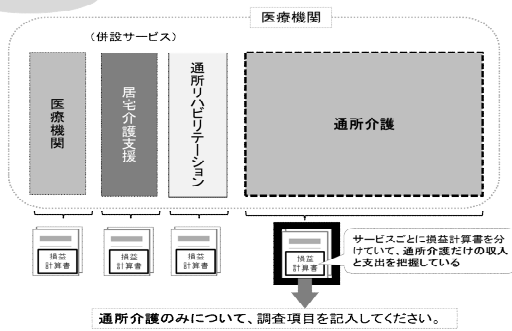 医療機関
（併設サービス）
医療機関
居宅介護支援
通所リハビリテーション
通所介護
損益
計算書
損益
計算書
損益
計算書
損益
計算書
サービスごとに損益計算書を分
けていて、通所介護だけの収入
と支出を把握している
通所介護のみについて、調査項目を記入してください。